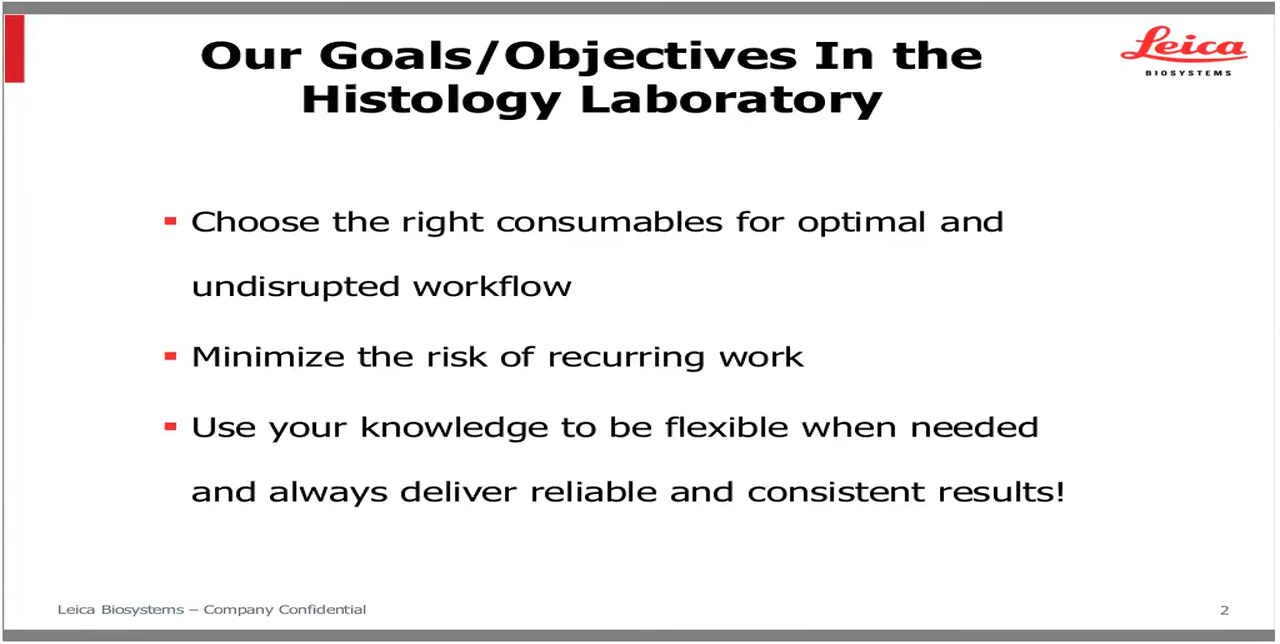 Our Goals/Objectives In the
Histology Laboratory
Leica
BIOSYSTEMS
Choose the right consumables for optimal and
undisrupted workflow
Minimize the risk of recurring work
Use your knowledge to be flexible when needed
and always deliver reliable and consistent results!
Leica Biosystems – Company Confidential
2